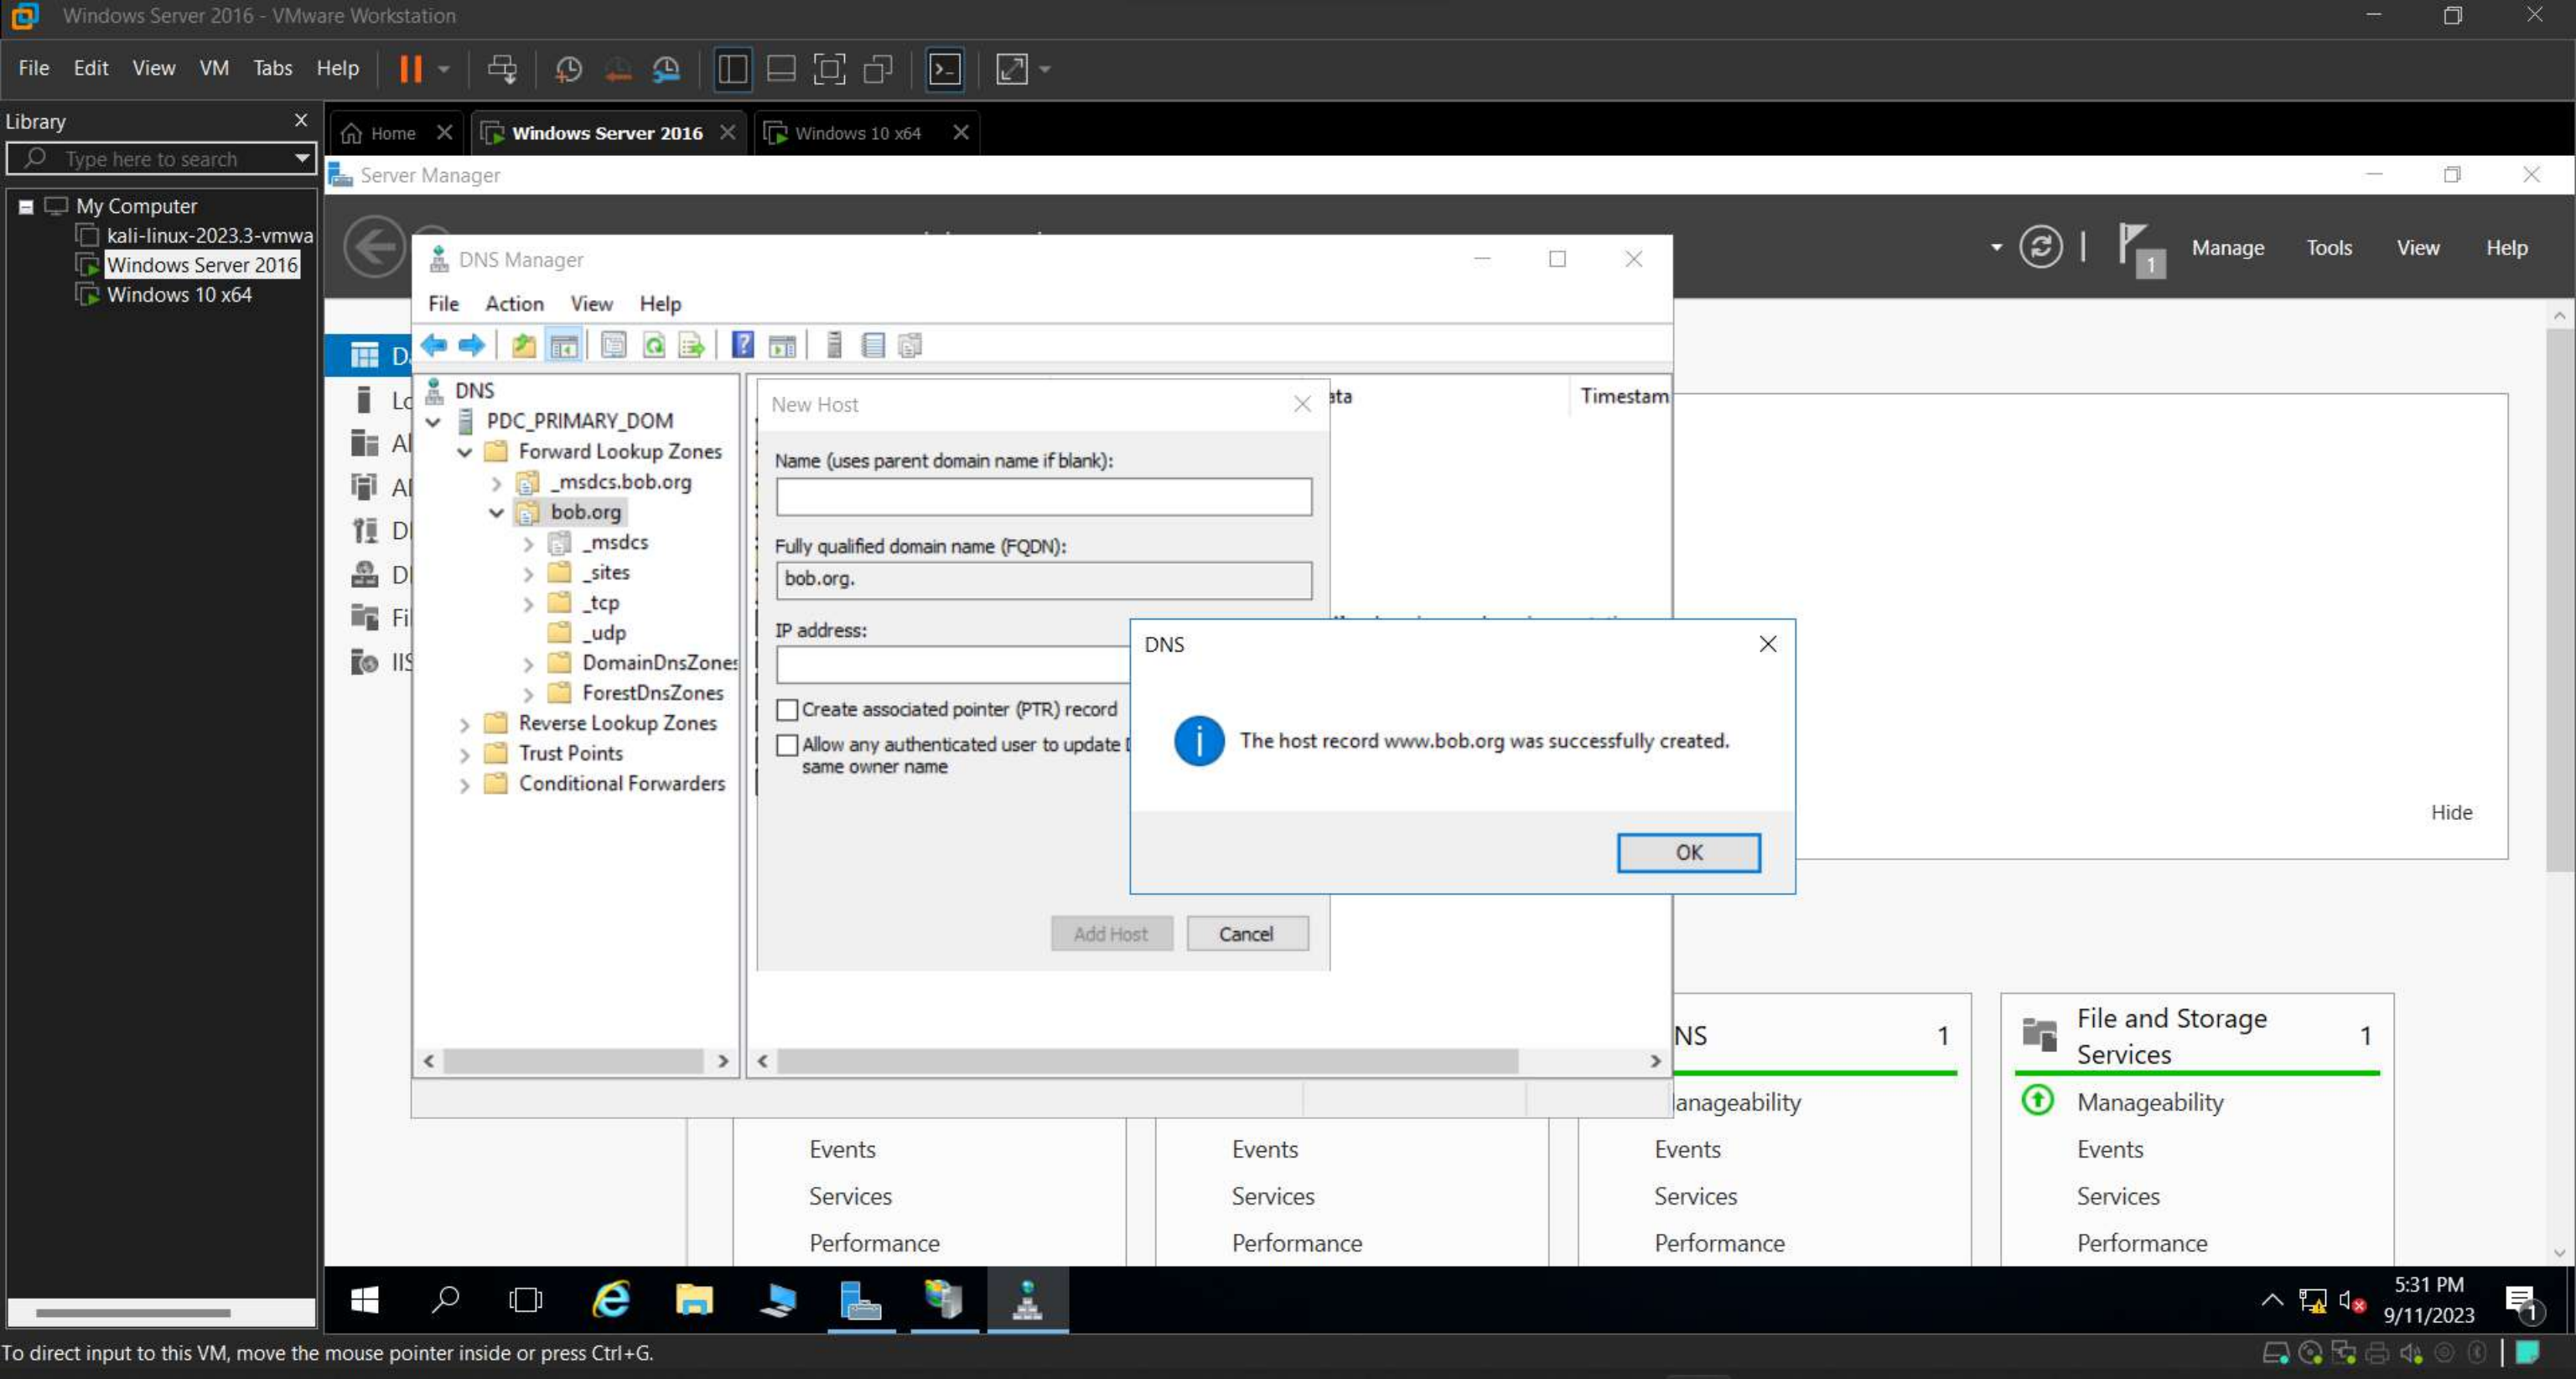 Windows Server 2016 - VMware Workstation
File Edit View VM Tabs Help
Library
Type here to search
My Computer
kali-linux-2023.3-vmwa
Windows Server 2016
Windows 10 x64
Home
Windows Server 2016
Windows 10 x64
Server Manager
1
Manage Tools View Help
DNS Manager
File Action View Help
DNS
PDC_PRIMARY_DOM
Forward Lookup Zones
_msdcs.bob.org
bob.org
_msdcs
_sites
_tcp
_udp
DomainDnsZones
ForestDnsZones
Reverse Lookup Zones
Trust Points
Conditional Forwarders
Timestam
New Host
Name (uses parent domain name if blank):
Fully qualified domain name (FQDN):
bob.org.
IP address:
Create associated pointer (PTR) record
Allow any authenticated user to update
same owner name
Add Host
Cancel
DNS
The host record www.bob.org was successfully created.
OK
Hide
IIS
NS 1
anageability
Events
Services
Performance
Events
Services
Performance
Events
Services
Performance
File and Storage
Services
1
Manageability
Events
Services
Performance
5:31 PM
9/11/2023
1
To direct input to this VM, move the mouse pointer inside or press Ctrl+G.